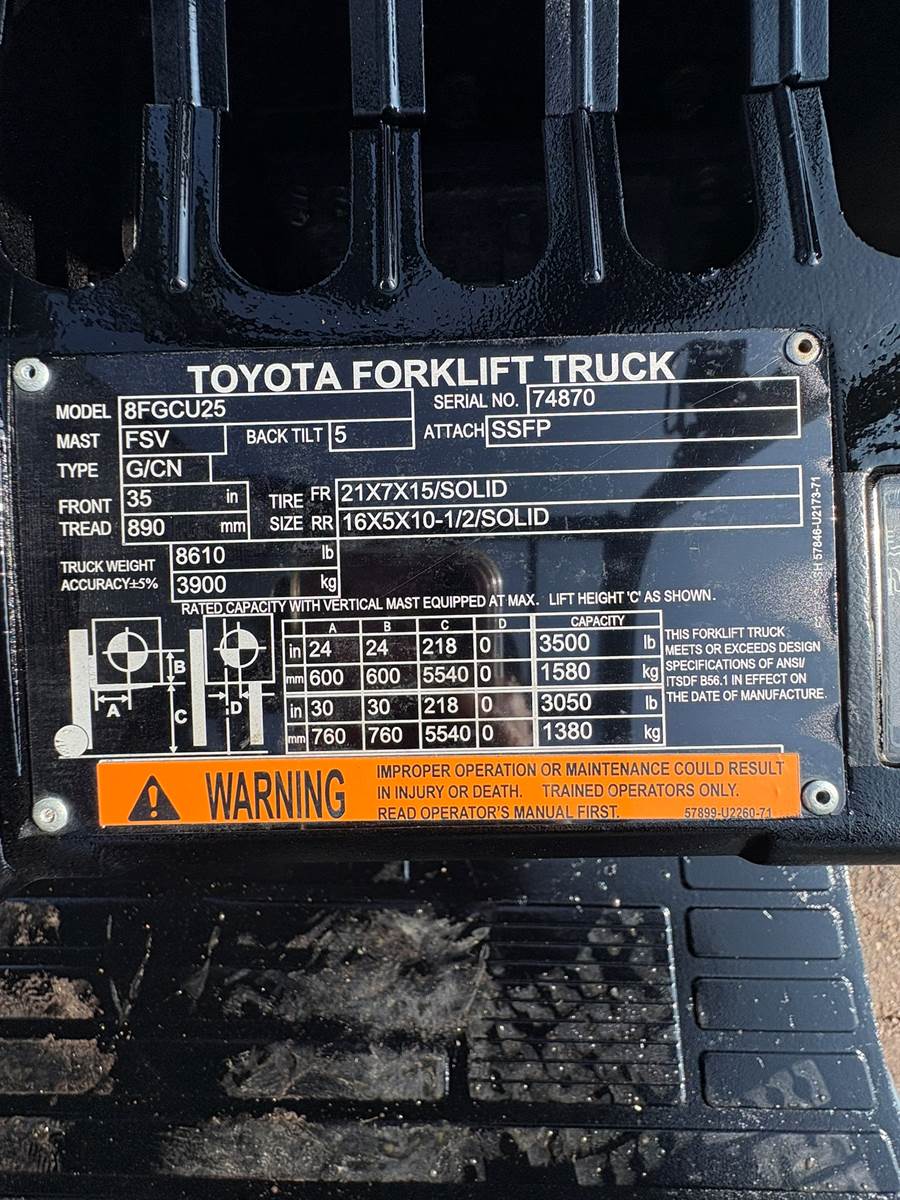 TOYOTA FORKLIFT TRUCK
MODEL 8FGCU25 SERIAL NO. 74870
MAST FSV BACK TILT 5 ATTACH SSFP
TYPE G/CN
FRONT TREAD 35 in TIRE SIZE FR 21X7X15/SOLID
890 mm RR 16X5X10-1/2/SOLID
TRUCK WEIGHT 8610 lb
ACCURACY±5% 3900 kg
RATED CAPACITY WITH VERTICAL MAST EQUIPPED AT MAX. LIFT HEIGHT 'C' AS SHOWN.
A B C D
A B C D CAPACITY
in 24 24 218 0 3500 lb
mm 600 600 5540 0 1580 kg
in 30 30 218 0 3050 lb
mm 760 760 5540 0 1380 kg
THIS FORKLIFT TRUCK
MEETS OR EXCEEDS DESIGN
SPECIFICATIONS OF ANSI/
ITSDF B56.1 IN EFFECT ON
THE DATE OF MANUFACTURE.
57846-U2173-71
WARNING
IMPROPER OPERATION OR MAINTENANCE COULD RESULT
IN INJURY OR DEATH. TRAINED OPERATORS ONLY.
READ OPERATOR'S MANUAL FIRST. 57899-U2260-71